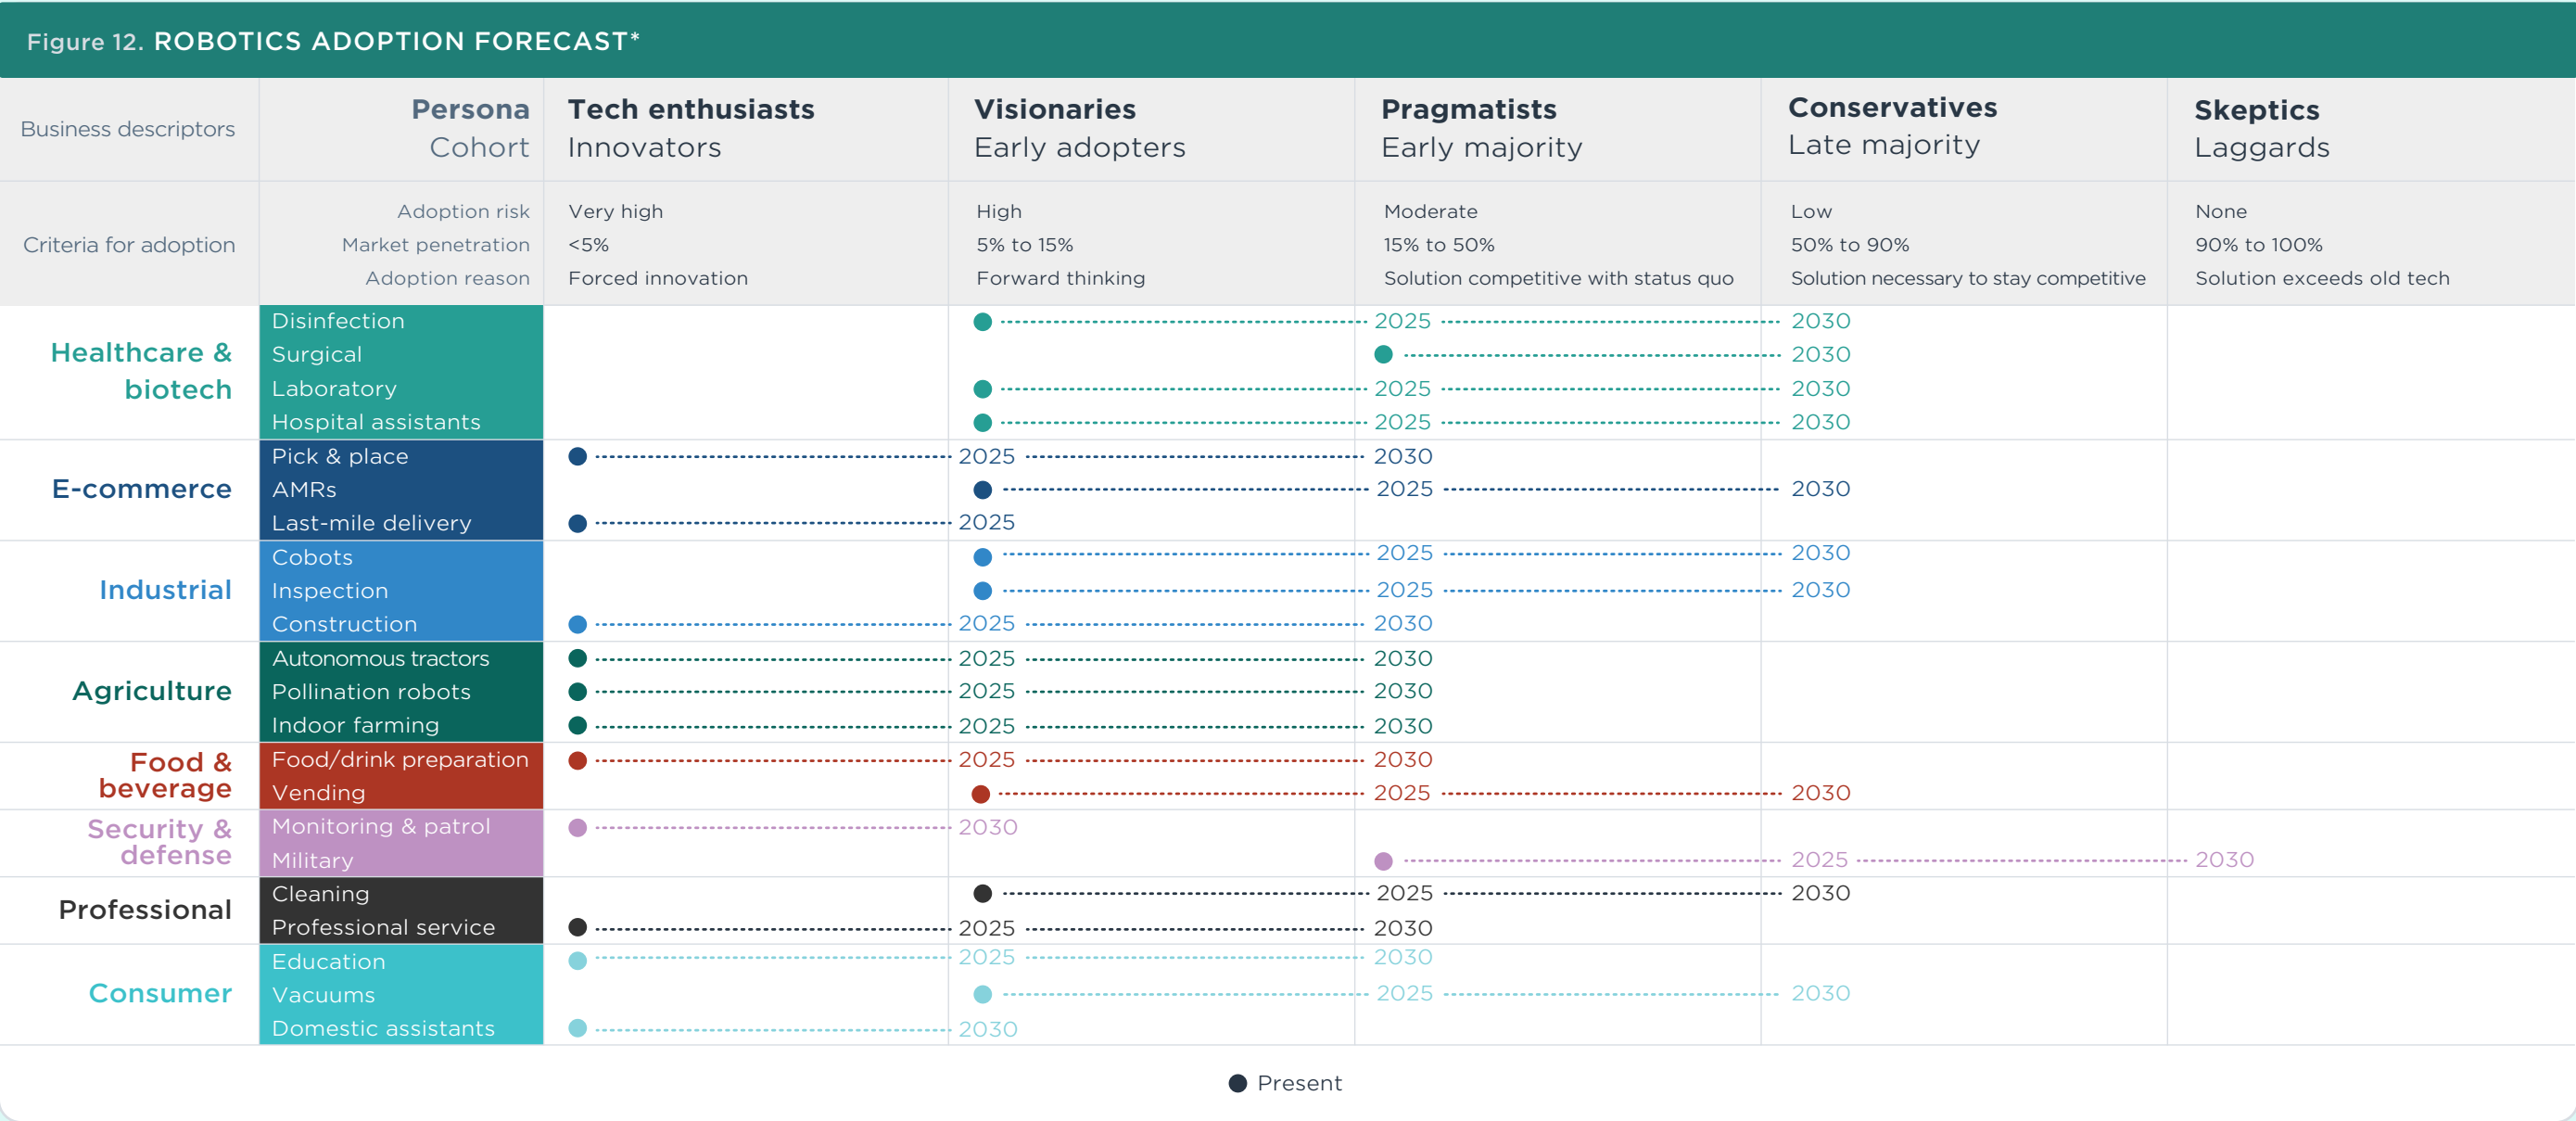 Figure 12. ROBOTICS ADOPTION FORECAST*
Business descriptors
Persona
Cohort
Tech enthusiasts
Innovators
Visionaries
Early adopters
Pragmatists
Early majority
Conservatives
Late majority
Skeptics
Laggards
Criteria for adoption
Adoption risk Very high High Moderate Low None
Market penetration <5% 5% to 15% 15% to 50% 50% to 90% 90% to 100%
Adoption reason Forced innovation Forward thinking Solution competitive with status quo Solution necessary to stay competitive Solution exceeds old tech
Healthcare &
biotech
Disinfection 2025 2030
Surgical 2030
Laboratory 2025 2030
Hospital assistants 2025 2030
E-commerce
Pick & place 2025 2030
AMRs 2025 2030
Last-mile delivery 2025
Industrial
Cobots 2025 2030
Inspection 2025 2030
Construction 2025 2030
Agriculture
Autonomous tractors 2025 2030
Pollination robots 2025 2030
Indoor farming 2025 2030
Food &
beverage
Food/drink preparation 2025 2030
Vending 2025 2030
Security &
defense
Monitoring & patrol 2030
Military 2025 2030
Professional
Cleaning 2025 2030
Professional service 2025 2030
Consumer
Education 2025 2030
Vacuums 2025 2030
Domestic assistants 2030
Present